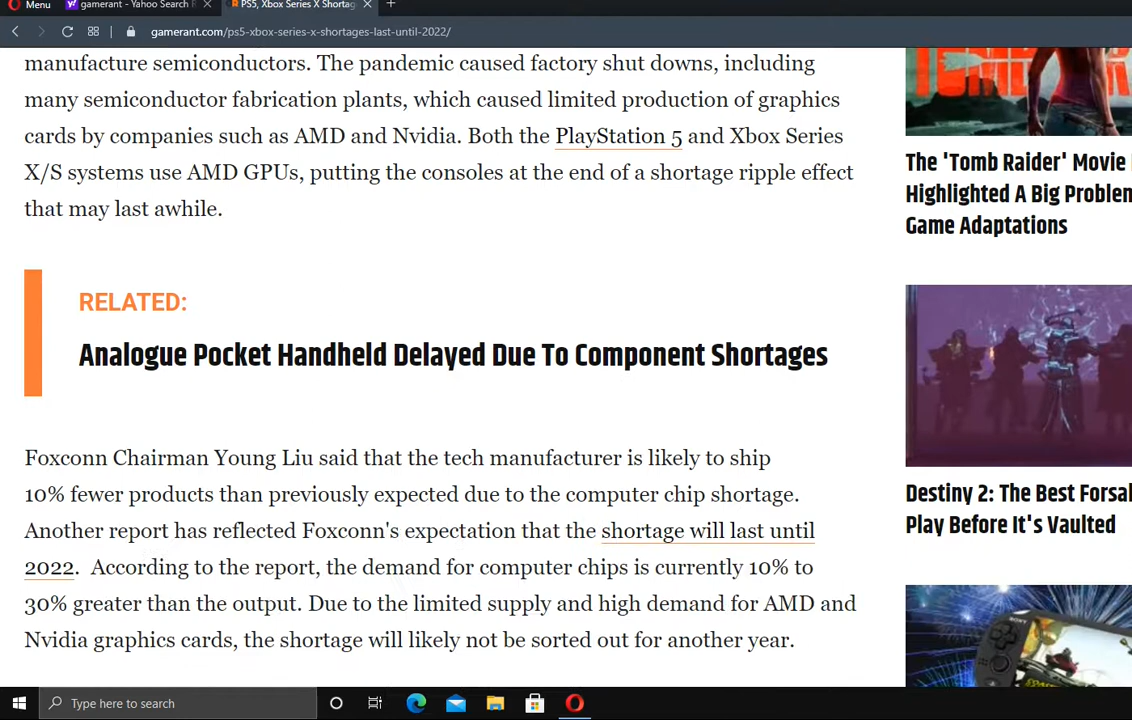 Menu
gamerant - Yahoo Search R
PS5, Xbox Series X Shortag
gamerant.com/ps5-xbox-series-x-shortages-last-until-2022/
manufacture semiconductors. The pandemic caused factory shut downs, including
many semiconductor fabrication plants, which caused limited production of graphics
cards by companies such as AMD and Nvidia. Both the PlayStation 5 and Xbox Series
X/S systems use AMD GPUs, putting the consoles at the end of a shortage ripple effect
that may last awhile.
RELATED:
Analogue Pocket Handheld Delayed Due To Component Shortages
Foxconn Chairman Young Liu said that the tech manufacturer is likely to ship
10% fewer products than previously expected due to the computer chip shortage.
Another report has reflected Foxconn's expectation that the shortage will last until
2022. According to the report, the demand for computer chips is currently 10% to
30% greater than the output. Due to the limited supply and high demand for AMD and
Nvidia graphics cards, the shortage will likely not be sorted out for another year.
The 'Tomb Raider' Movie
Highlighted A Big Problem
Game Adaptations
Destiny 2: The Best Forsa
Play Before It's Vaulted
SONY
Type here to search